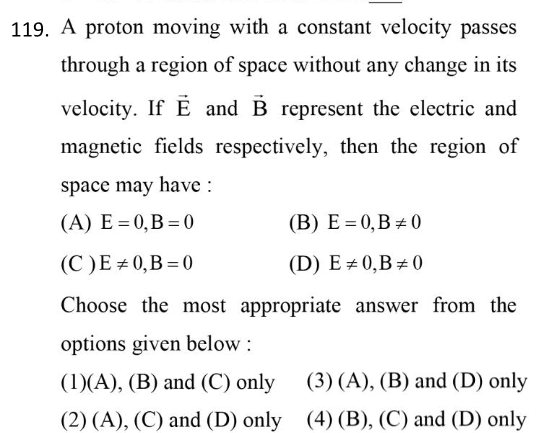 119. A proton moving with a constant velocity passes
through a region of space without any change in its
velocity. If E⃗ and B⃗ represent the electric and
magnetic fields respectively, then the region of
space may have :
(A) E = 0, B = 0 (B) E = 0, B ≠ 0
(C ) E ≠ 0, B = 0 (D) E ≠ 0, B ≠ 0
Choose the most appropriate answer from the
options given below :
(1)(A), (B) and (C) only (3) (A), (B) and (D) only
(2) (A), (C) and (D) only (4) (B), (C) and (D) only